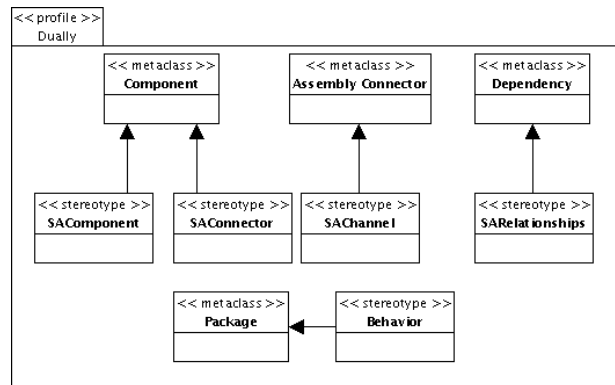 << profile >>
Dually
<< metaclass >>
Component
<< metaclass >>
Assembly Connector
<< metaclass >>
Dependency
<< stereotype >>
SAComponent
<< stereotype >>
SAConnector
<< stereotype >>
SAChannel
<< stereotype >>
SARelationships
<< metaclass >>
Package
<< stereotype >>
Behavior